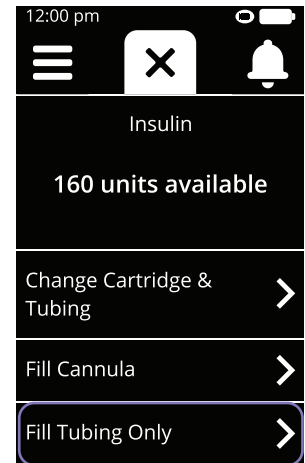 12:00 pm
Insulin
160 units available
Change Cartridge &
Tubing
Fill Cannula
Fill Tubing Only